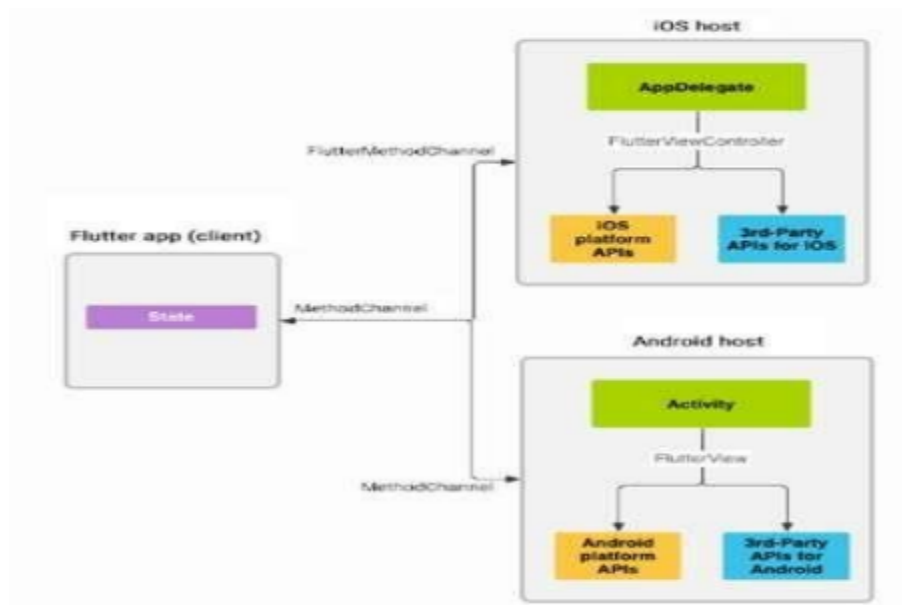 iOS host
AppDelegate
FlutterMethodChannel
FlutterViewController
iOS
platform
APIs
3rd-Party
APIs for iOS
Flutter app (client)
State
MethodChannel
Android host
Activity
FlutterView
MethodChannel
Android
platform
APIs
3rd-Party
APIs for
Android